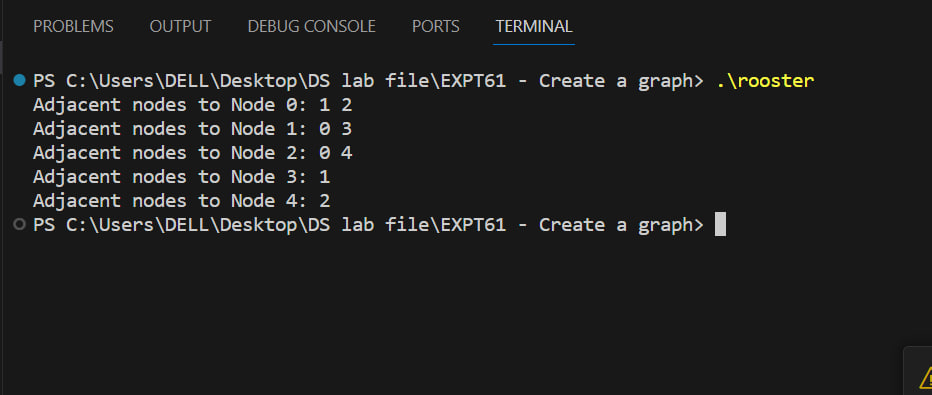 PROBLEMS OUTPUT DEBUG CONSOLE PORTS TERMINAL
PS C:\Users\DELL\Desktop\DS lab file\EXPT61 - Create a graph> .\rooster
Adjacent nodes to Node 0: 1 2
Adjacent nodes to Node 1: 0 3
Adjacent nodes to Node 2: 0 4
Adjacent nodes to Node 3: 1
Adjacent nodes to Node 4: 2
PS C:\Users\DELL\Desktop\DS lab file\EXPT61 - Create a graph>